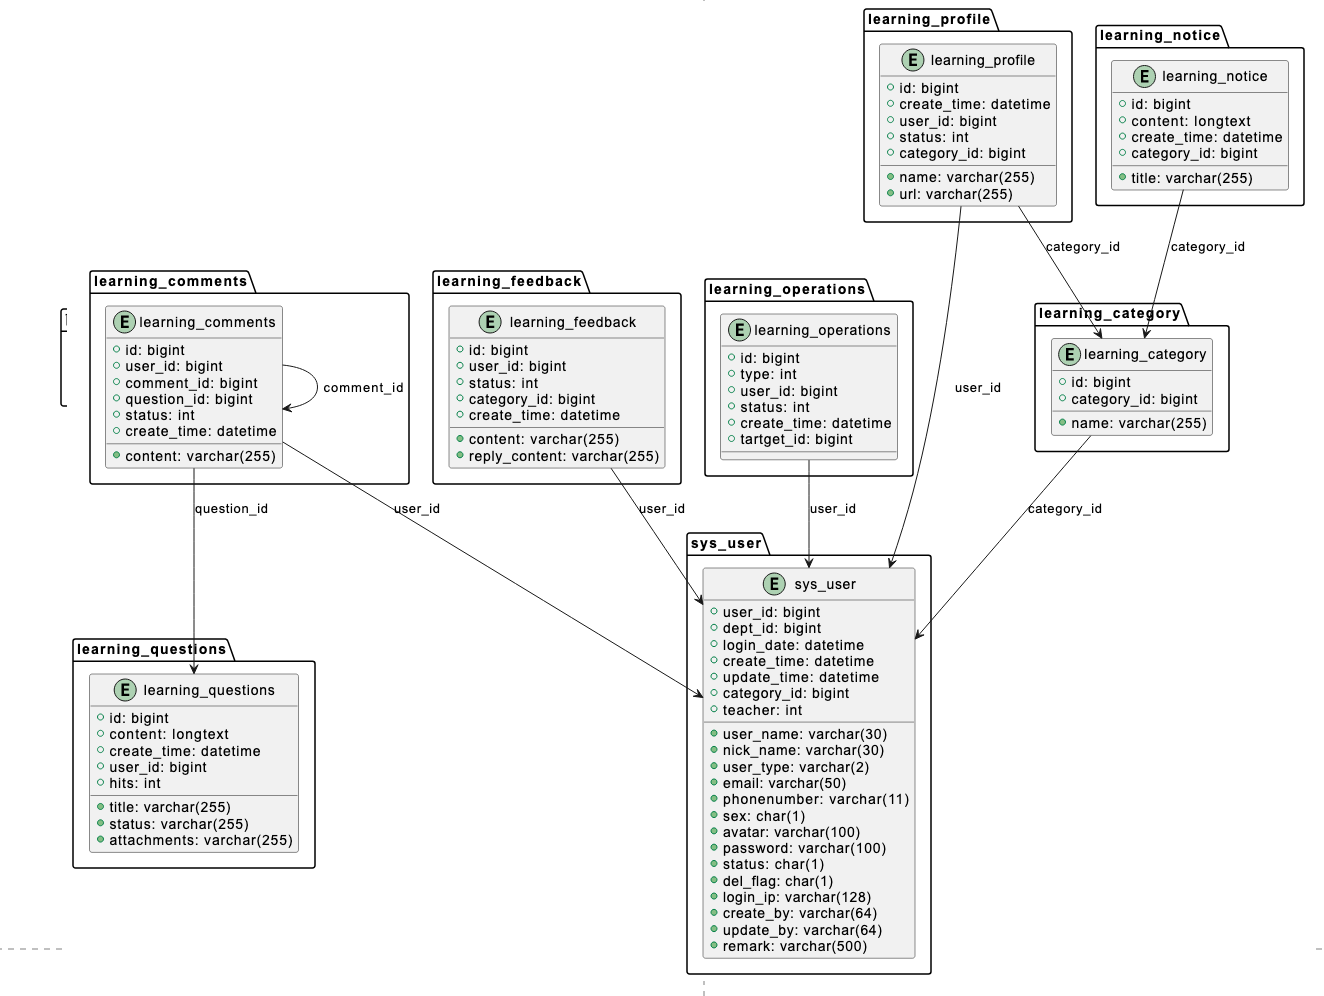 learning_profile
E learning_profile
id: bigint
create_time: datetime
user_id: bigint
status: int
category_id: bigint
name: varchar(255)
url: varchar(255)
learning_notice
E learning_notice
id: bigint
content: longtext
create_time: datetime
category_id: bigint
title: varchar(255)
category_id
category_id
learning_comments
E learning_comments
id: bigint
user_id: bigint
comment_id: bigint
question_id: bigint
status: int
create_time: datetime
content: varchar(255)
comment_id
learning_feedback
E learning_feedback
id: bigint
user_id: bigint
status: int
category_id: bigint
create_time: datetime
content: varchar(255)
reply_content: varchar(255)
learning_operations
E learning_operations
id: bigint
type: int
user_id: bigint
status: int
create_time: datetime
tartget_id: bigint
user_id
learning_category
E learning_category
id: bigint
category_id: bigint
name: varchar(255)
question_id
user_id
user_id
user_id
category_id
sys_user
E sys_user
user_id: bigint
dept_id: bigint
login_date: datetime
create_time: datetime
update_time: datetime
category_id: bigint
teacher: int
user_name: varchar(30)
nick_name: varchar(30)
user_type: varchar(2)
email: varchar(50)
phonenumber: varchar(11)
sex: char(1)
avatar: varchar(100)
password: varchar(100)
status: char(1)
del_flag: char(1)
login_ip: varchar(128)
create_by: varchar(64)
update_by: varchar(64)
remark: varchar(500)
learning_questions
E learning_questions
id: bigint
content: longtext
create_time: datetime
user_id: bigint
hits: int
title: varchar(255)
status: varchar(255)
attachments: varchar(255)